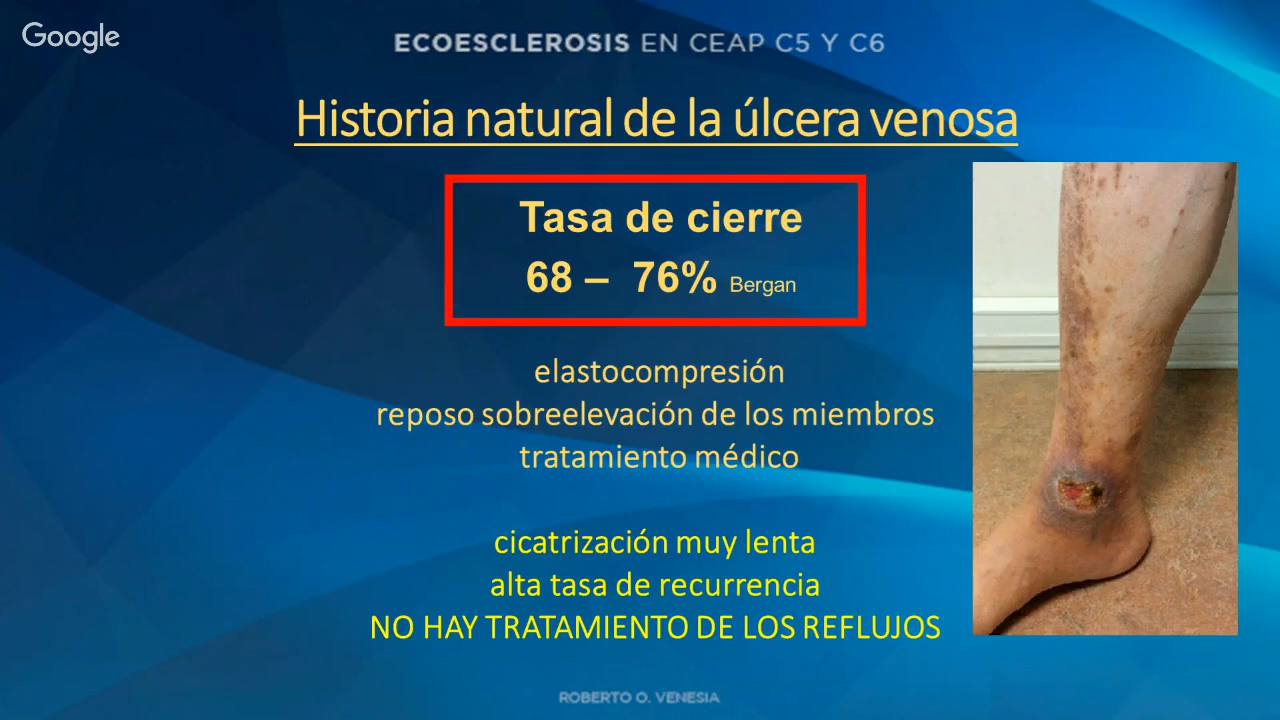 Google
ECOESCLEROSIS EN CEAP C5 Y C6
Historia natural de la úlcera venosa
Tasa de cierre
68 – 76% Bergan
elastocompresión
reposo sobreelevación de los miembros
tratamiento médico
cicatrización muy lenta
alta tasa de recurrencia
NO HAY TRATAMIENTO DE LOS REFLUJOS
ROBERTO O. VENESIA